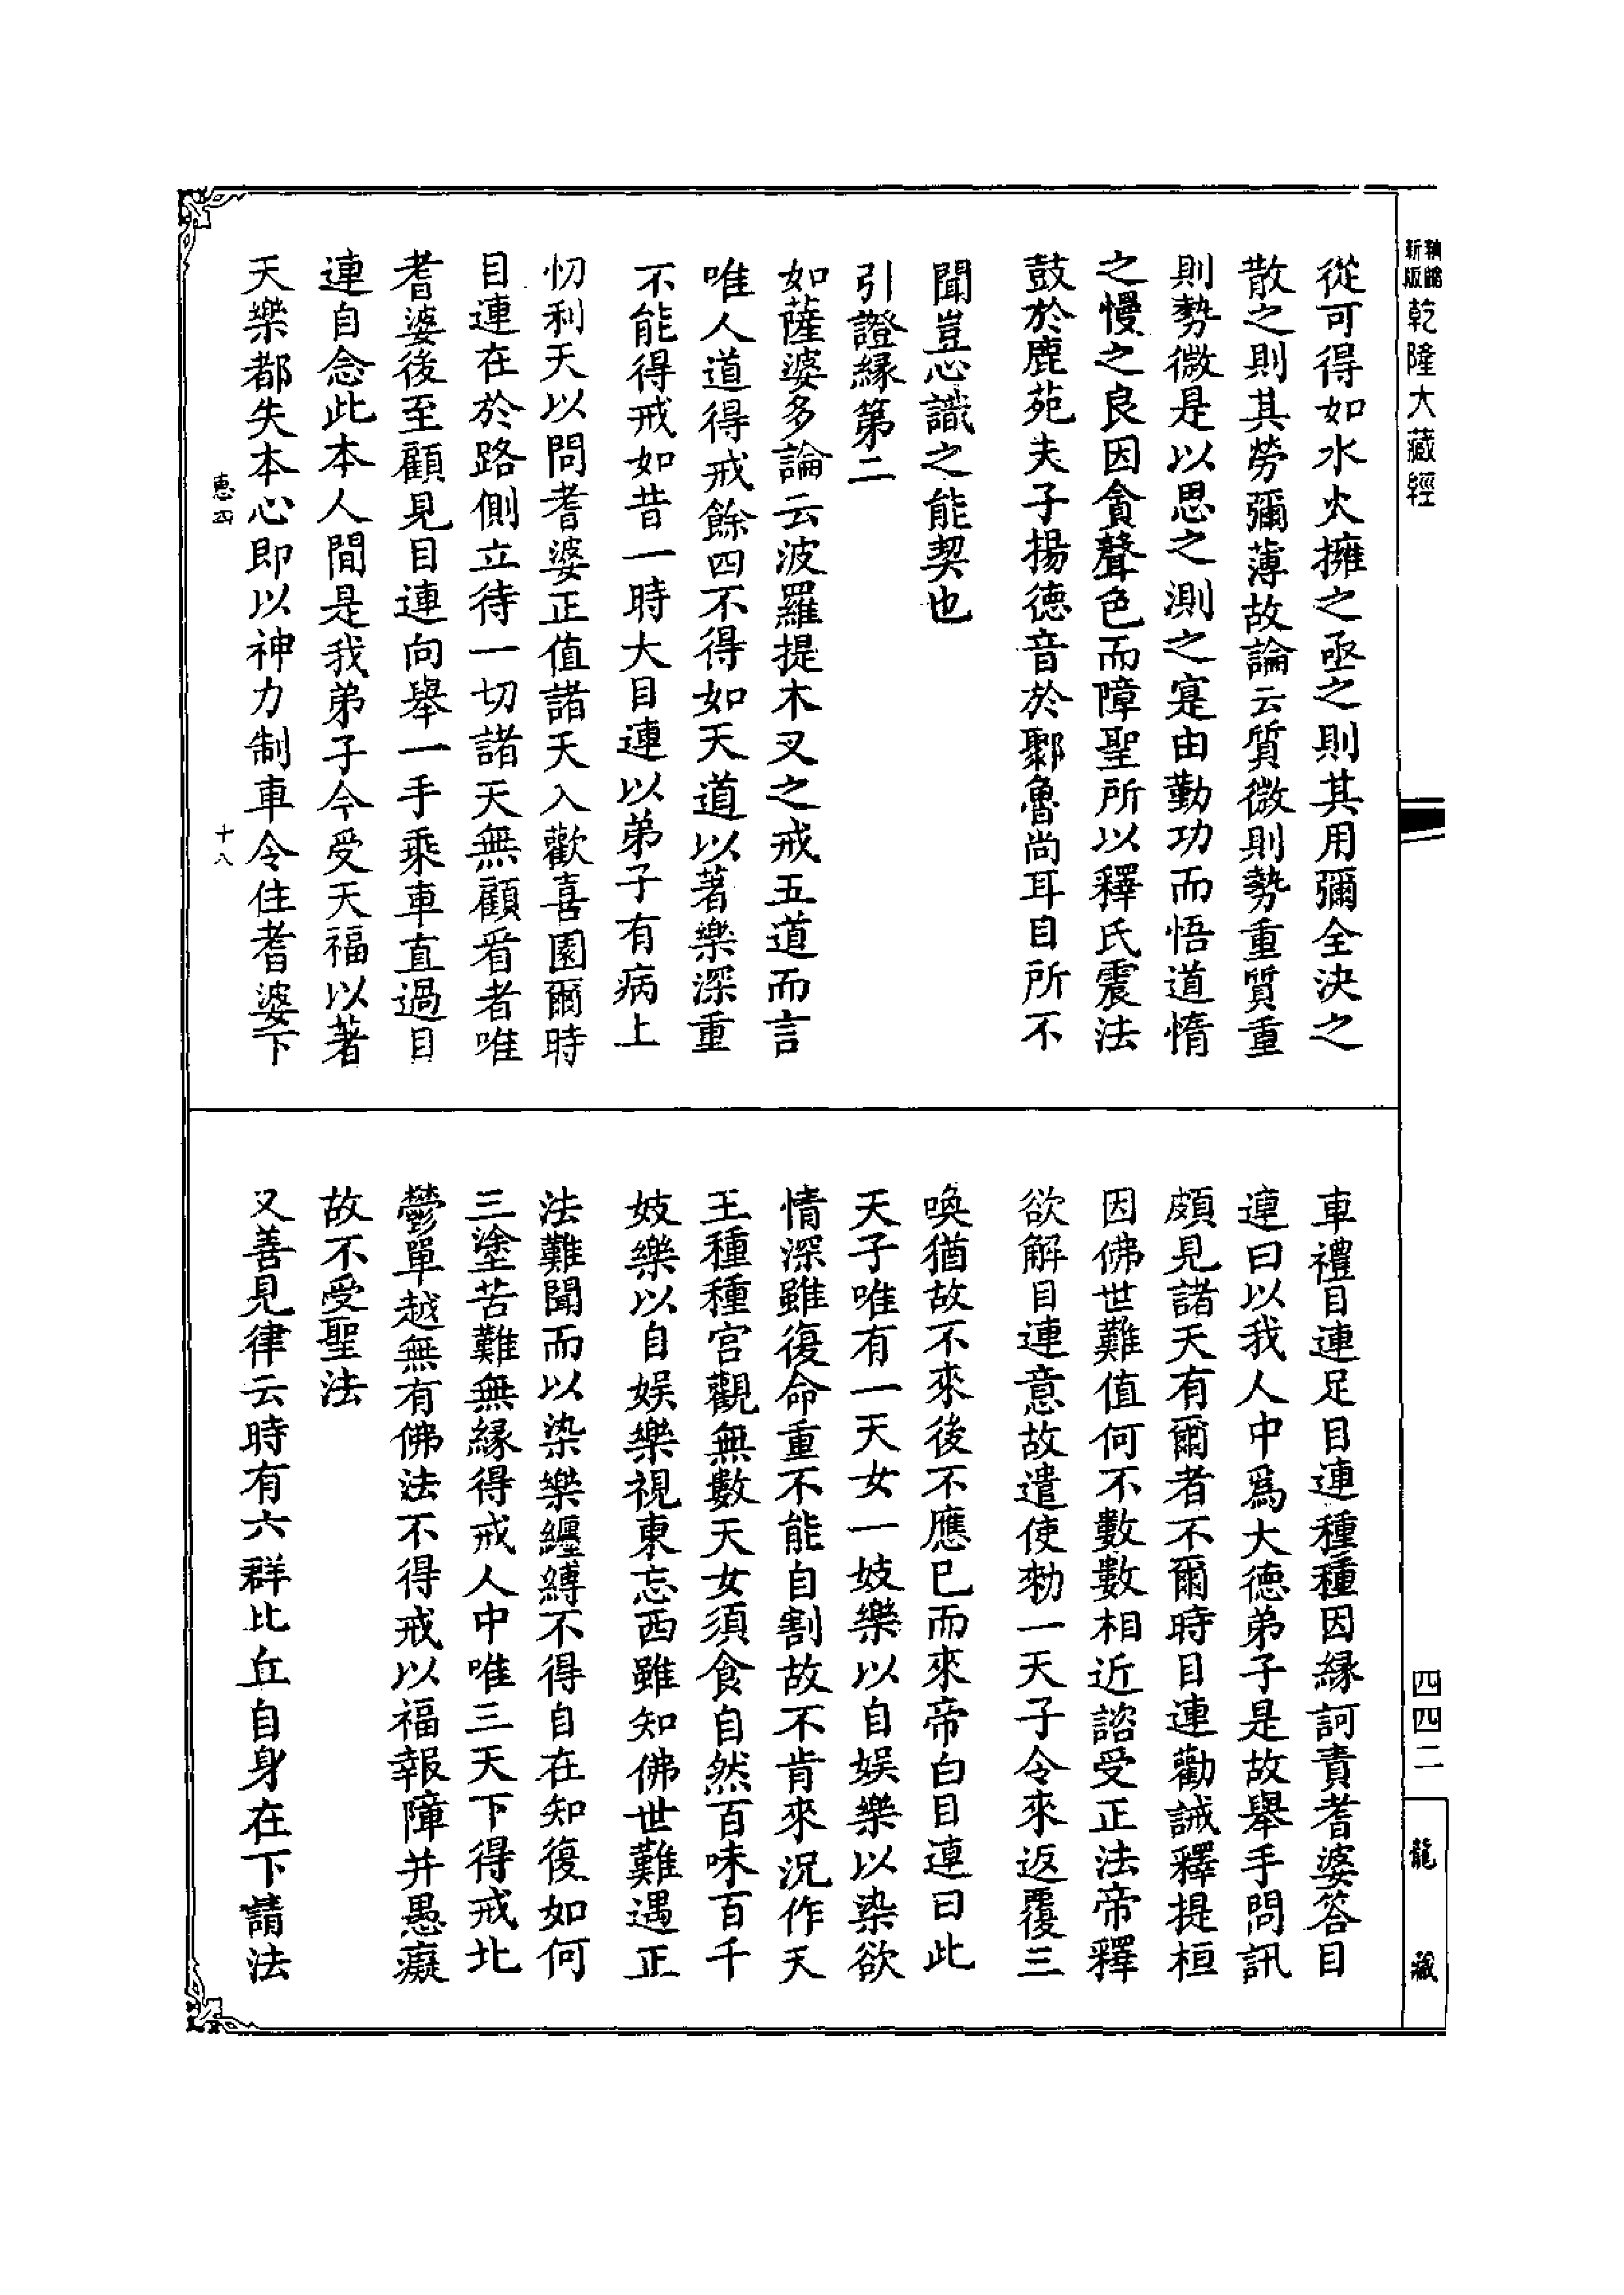 新版
乾隆大藏經
四四二
龍藏
從可得如水火擁之亟之則其用彌全決之
散之則其勞彌薄故論云質微則勢重質重
則勢微是以思之測之寔由勤功而悟道惰
之慢之良因貪聲色而障聖所以釋氏震法
鼓於鹿苑夫子揚德音於鄹魯尚耳目所不
聞豈心識之能契也
引證緣第二
如薩婆多論云波羅提木叉之戒五道而言
唯人道得戒餘四不得如天道以著樂深重
不能得戒如昔一時大目連以弟子有病上
忉利天以問耆婆正值諸天入歡喜園爾時
目連在於路側立待一切諸天無顧看者唯
耆婆後至顧見目連向舉一手乘車直過目
連自念此本人間是我弟子今受天福以著
天樂都失本心即以神力制車令住耆婆下
惠四
十八
車禮目連足目連種種因緣訶責耆婆答目
連曰以我人中爲大德弟子是故舉手問訊
頗見諸天有爾者不爾時目連勸誡釋提桓
因佛世難值何不數數相近諮受正法帝釋
欲解目連意故遣使勑一天子令來返覆三
喚猶故不來後不應已而來帝白目連曰此
天子唯有一天女一妓樂以自娛樂以染欲
情深雖復命重不能自割故不肯來況作天
王種種宮觀無數天女須食自然百味百千
妓樂以自娛樂視東忘西雖知佛世難遇正
法難聞而以染樂纏縛不得自在知復如何
三塗苦難無緣得戒人中唯三天下得戒北
鬱單越無有佛法不得戒以福報障并愚癡
故不受聖法
又善見律云時有六群比丘自身在下請法